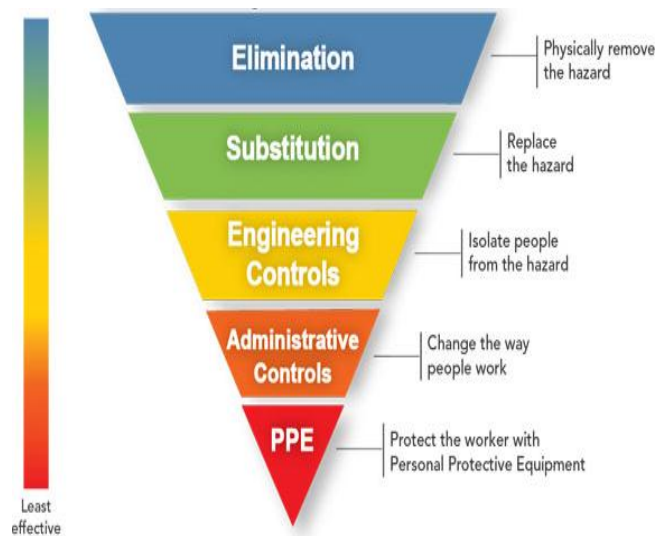 Elimination
Physically remove
the hazard
Substitution
Replace
the hazard
Engineering
Controls
Isolate people
from the hazard
Administrative
Controls
Change the way
people work
PPE
Protect the worker with
Personal Protective Equipment
Least
effective